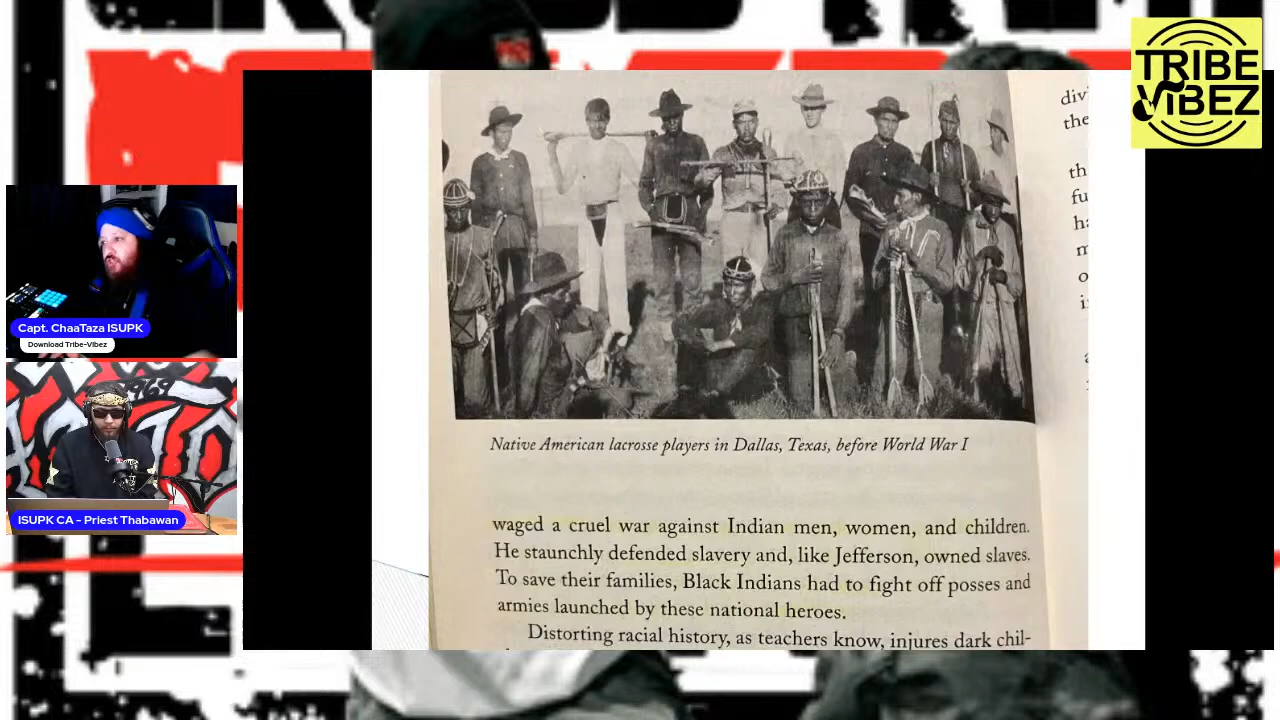 TRIBE
& VIBEZ
div
the
th
fu
ha
m
o
i
a
Capt. ChaaTaza ISUPK
Download Tribe-Vibez
1969
ISUPK CA - Priest Thabawan
Native American lacrosse players in Dallas, Texas, before World War I
waged a cruel war against Indian men, women, and children.
He staunchly defended slavery and, like Jefferson, owned slaves.
To save their families, Black Indians had to fight off posses and
armies launched by these national heroes.
Distorting racial history, as teachers know, injures dark chil-